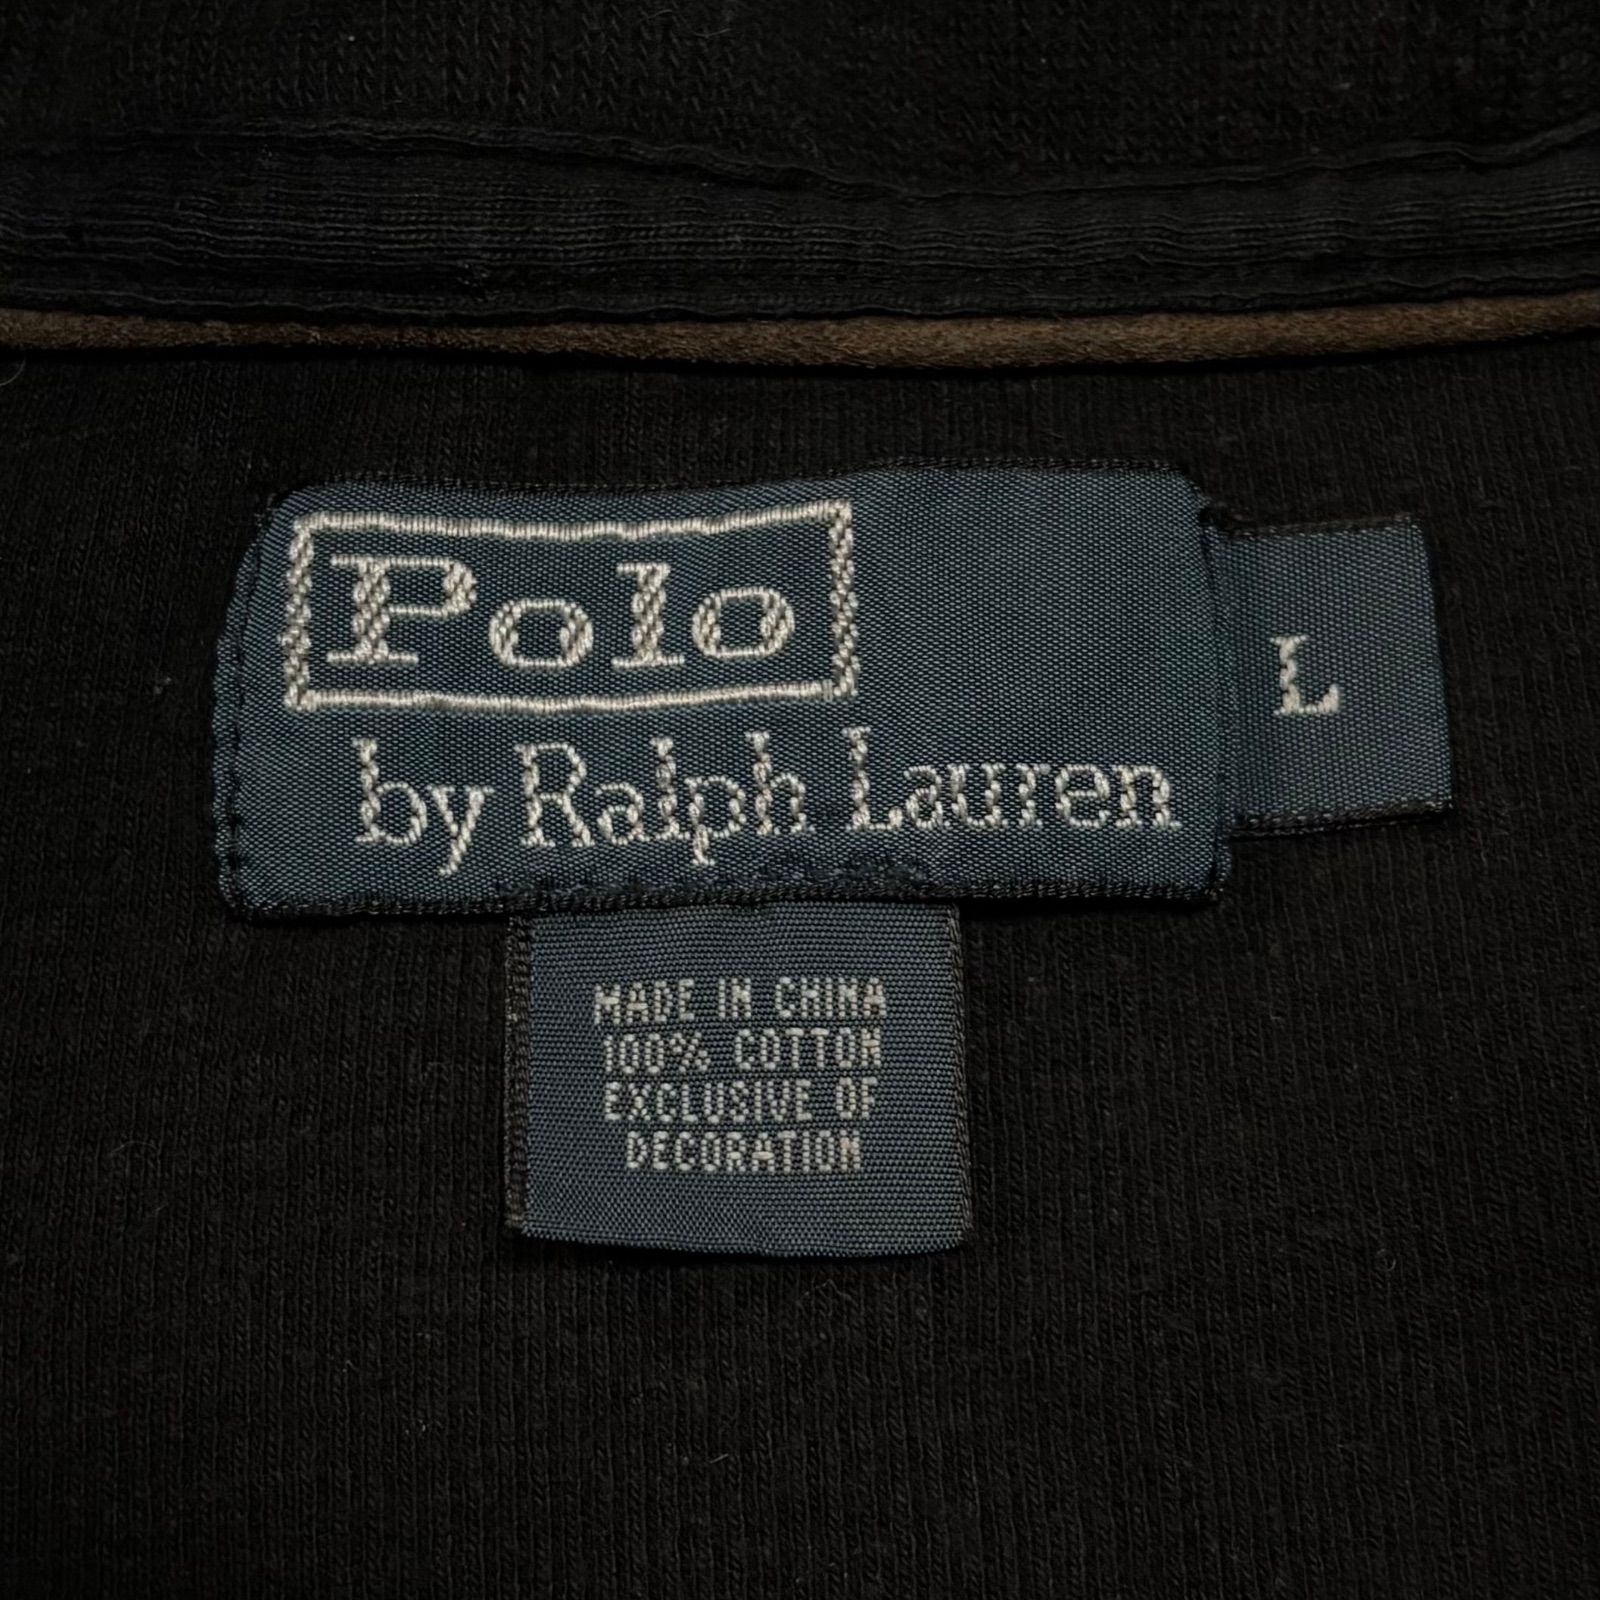 Polo
by Ralph Lauren
L
MADE IN CHINA
100% COTTON
EXCLUSIVE OF
DECORATION